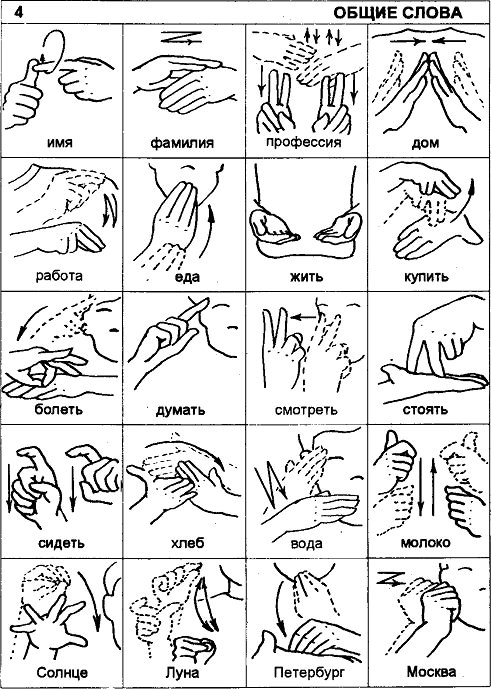 4 ОБЩИЕ СЛОВА
имя фамилия профессия дом
работа еда жить купить
болеть думать смотреть стоять
сидеть хлеб вода молоко
Солнце Луна Петербург Москва